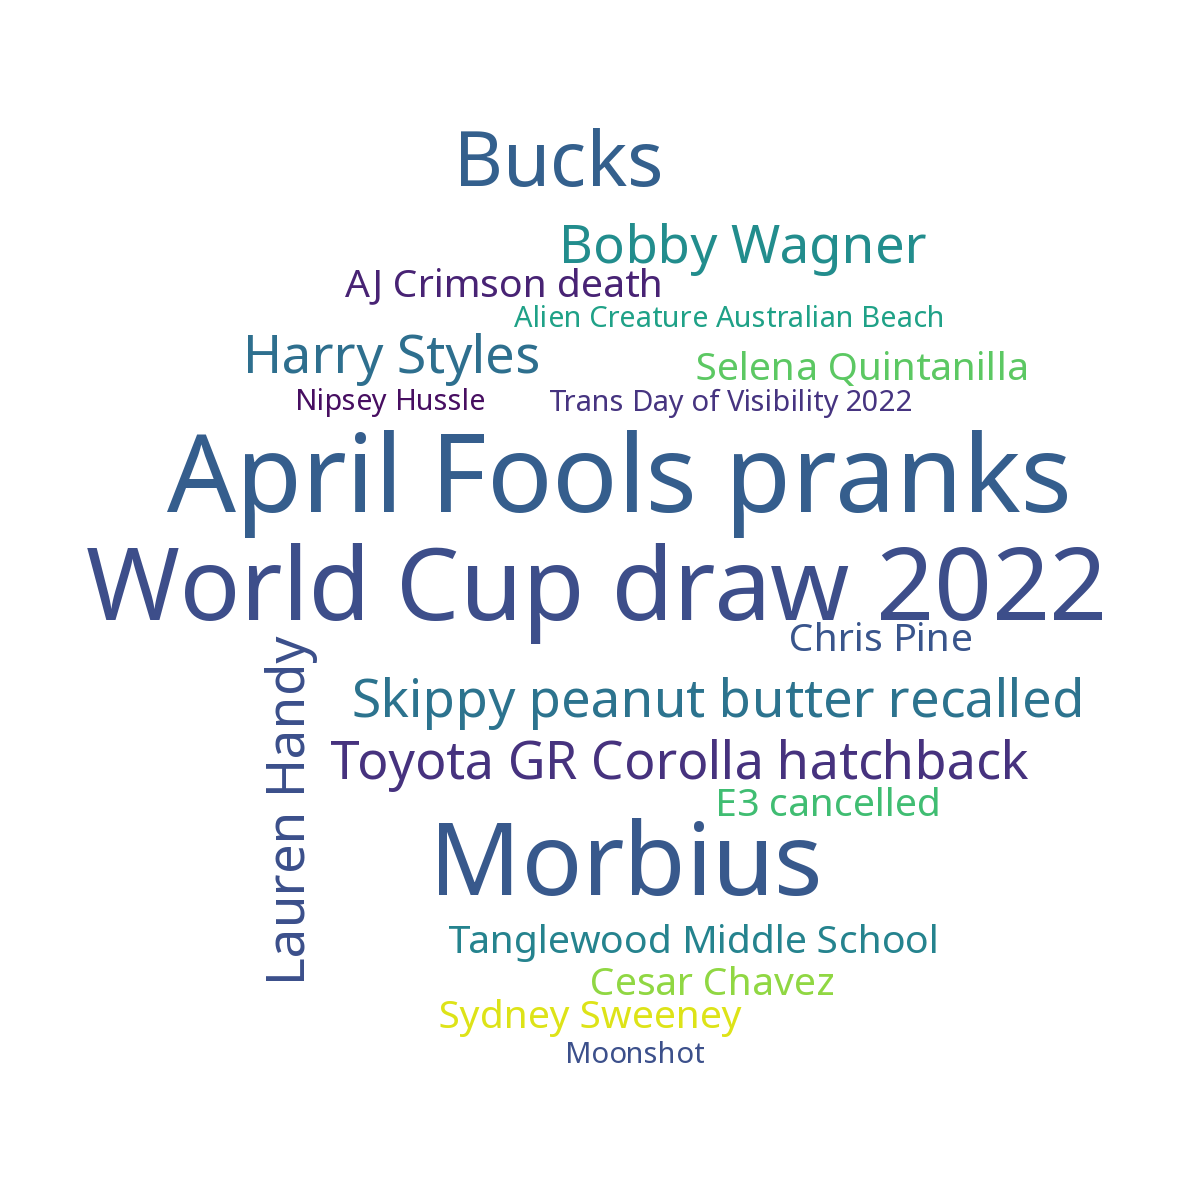 Bucks
Bobby Wagner
AJ Crimson death
Alien Creature Australian Beach
Harry Styles
Selena Quintanilla
Nipsey Hussle
Trans Day of Visibility 2022
April Fools pranks
World Cup draw 2022
Chris Pine
Lauren Handy
Skippy peanut butter recalled
Toyota GR Corolla hatchback
E3 cancelled
Morbius
Tanglewood Middle School
Cesar Chavez
Sydney Sweeney
Moonshot